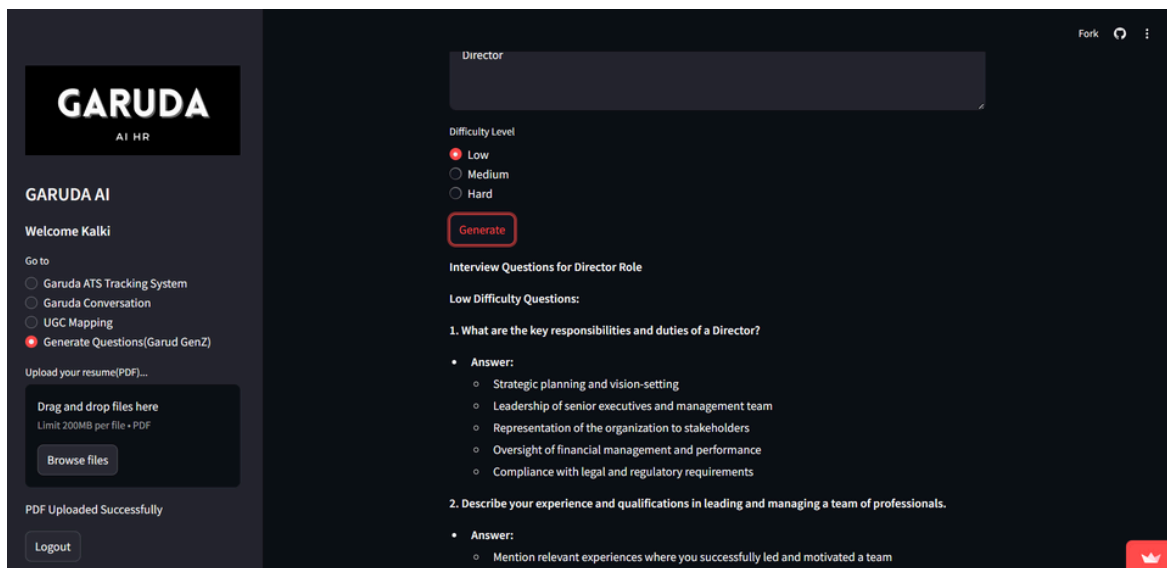 Fork
GARUDA
AI HR
GARUDA AI
Welcome Kalki
Go to
Garuda ATS Tracking System
Garuda Conversation
UGC Mapping
Generate Questions(Garud GenZ)
Upload your resume(PDF)...
Drag and drop files here
Limit 200MB per file • PDF
Browse files
PDF Uploaded Successfully
Logout
Director
Difficulty Level
Low
Medium
Hard
Generate
Interview Questions for Director Role
Low Difficulty Questions:
1. What are the key responsibilities and duties of a Director?
• Answer:
◦ Strategic planning and vision-setting
◦ Leadership of senior executives and management team
◦ Representation of the organization to stakeholders
◦ Oversight of financial management and performance
◦ Compliance with legal and regulatory requirements
2. Describe your experience and qualifications in leading and managing a team of professionals.
• Answer:
◦ Mention relevant experiences where you successfully led and motivated a team